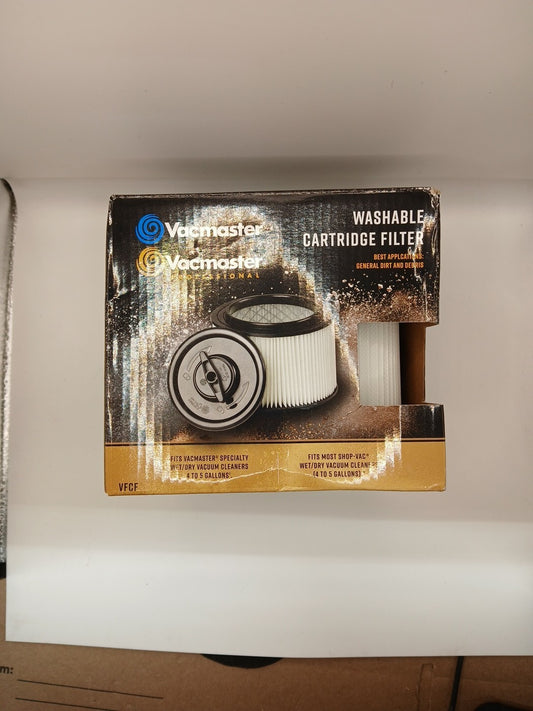 Vacmaster
WASHABLE
CARTRIDGE FILTER
Vacmaster
PROFESSIONAL
BEST APPLICATIONS:
GENERAL DIRT AND DEBRIS
FITS VACMASTER® SPECIALTY
WET/DRY VACUUM CLEANERS
4 TO 5 GALLONS
FITS MOST SHOP-VAC®
WET/DRY VACUUM CLEANERS
(4 TO 5 GALLONS)
VFCF
m: